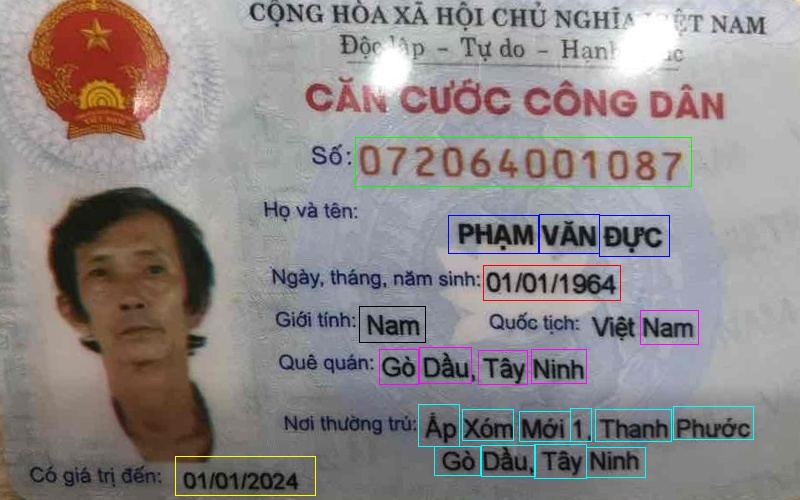 CỘNG HÒA XÃ HỘI CHỦ NGHĨA VIỆT NAM
Độc lập - Tự do - Hạnh phúc
CĂN CƯỚC CÔNG DÂN
Số: 072064001087
Họ và tên:
PHẠM VĂN ĐỰC
Ngày, tháng, năm sinh: 01/01/1964
Giới tính: Nam Quốc tịch: Việt Nam
Quê quán: Gò Dầu, Tây Ninh
Nơi thường trú: Ấp Xóm Mới 1, Thanh Phước
Gò Dầu, Tây Ninh
Có giá trị đến: 01/01/2024